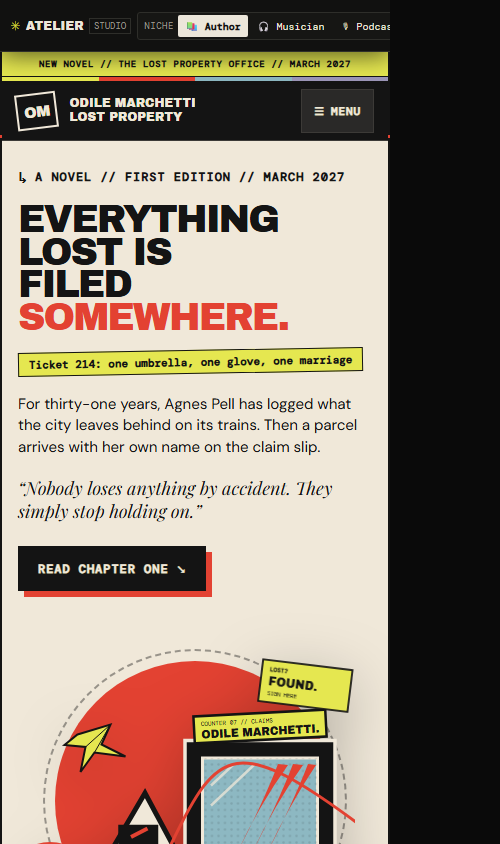 ✳ ATELIER STUDIO NICHE 📚 Author 🎧 Musician 🎙 Podcas
NEW NOVEL // THE LOST PROPERTY OFFICE // MARCH 2027
OM
ODILE MARCHETTI
LOST PROPERTY
☰ MENU
↳ A NOVEL // FIRST EDITION // MARCH 2027
EVERYTHING
LOST IS
FILED
SOMEWHERE.
Ticket 214: one umbrella, one glove, one marriage
For thirty-one years, Agnes Pell has logged what
the city leaves behind on its trains. Then a parcel
arrives with her own name on the claim slip.
“Nobody loses anything by accident. They
simply stop holding on.”
READ CHAPTER ONE ↘
LOST?
FOUND.
SIGN HERE
COUNTER 07 // CLAIMS
ODILE MARCHETTI.